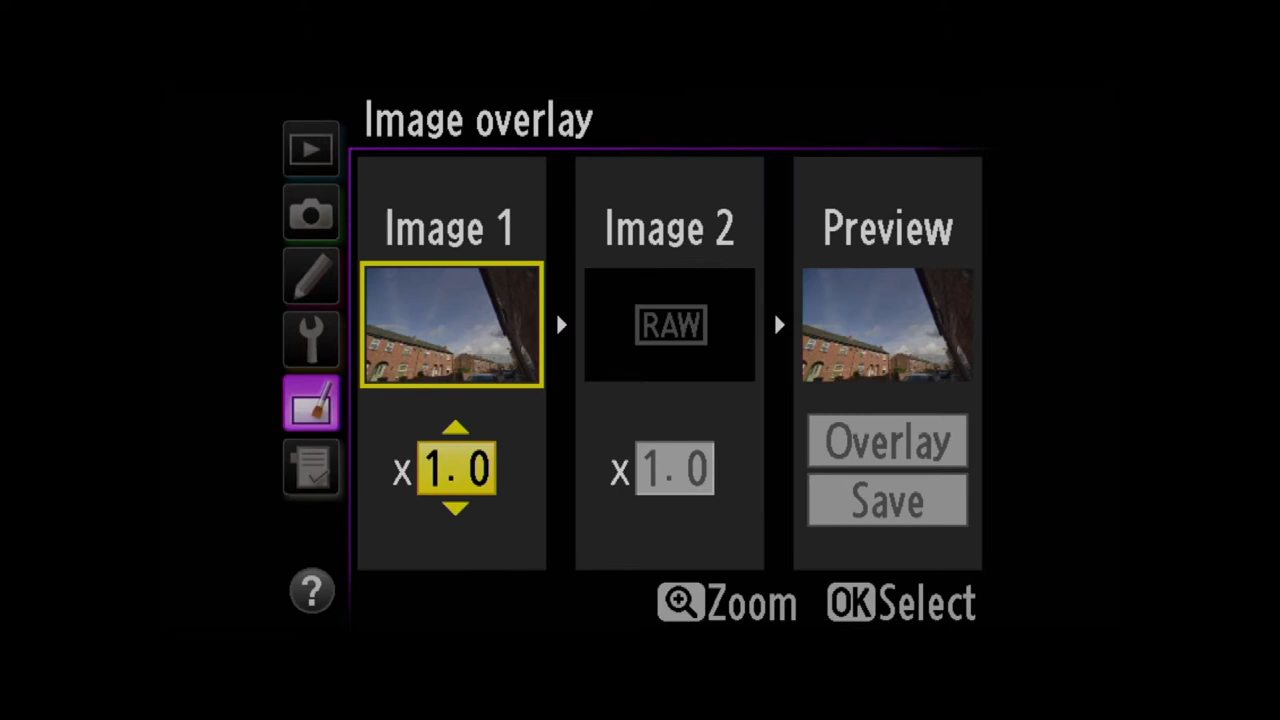 Image overlay
Image 1
Image 2
Preview
RAW
x 1. 0
x 1. 0
Overlay
Save
?
Zoom
OK Select